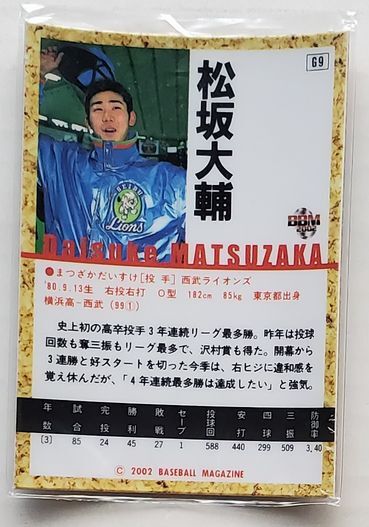 G9
松坂大輔
SEIBU
Lions
BBM
2002
Daisuke MATSUZAKA
●まつざかだいすけ[投 手] 西武ライオンズ
'80.9.13生 右投右打 O型 182cm 85kg 東京都出身
横浜高-西武 (99①)
史上初の高卒投手3年連続リーグ最多勝。昨年は投球
回数も奪三振もリーグ最多で、沢村賞も得た。開幕から
3連勝と好スタートを切った今季は、右ヒジに違和感を
覚え休んだが、「4年連続最多勝は達成したい」と強気。
年数 試合 完投 勝利 敗戦 セーブ 投球回 安打 四球 三振 防御率
[3] 85 24 45 27 1 588 440 299 509 3,40
© 2002 BASEBALL MAGAZINE